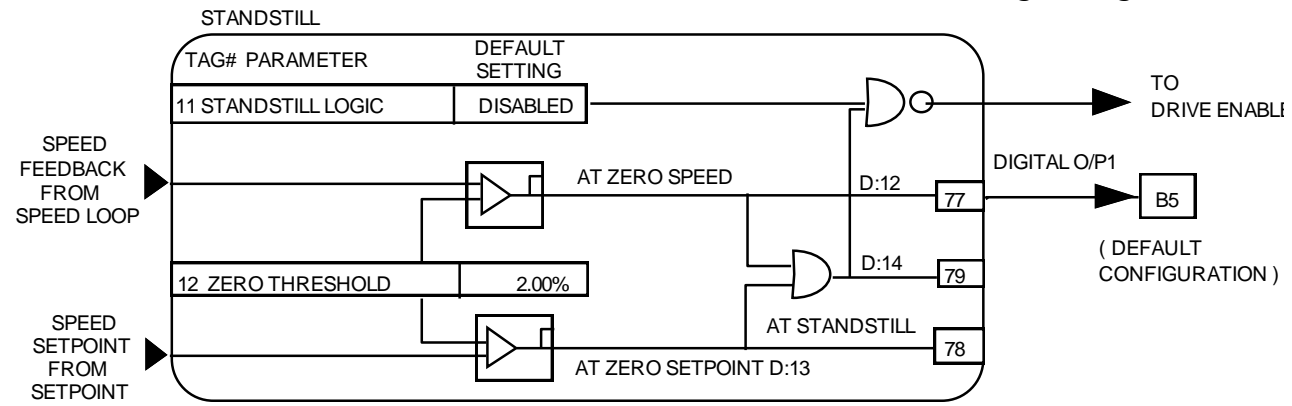 STANDSTILL
TAG# PARAMETER
DEFAULT
SETTING
11 STANDSTILL LOGIC
DISABLED
TO
DRIVE ENABLE
SPEED
FEEDBACK
FROM
SPEED LOOP
AT ZERO SPEED
D:12
77
DIGITAL O/P1
B5
( DEFAULT
CONFIGURATION )
12 ZERO THRESHOLD
2.00%
D:14
79
SPEED
SETPOINT
FROM
SETPOINT
AT STANDSTILL
78
AT ZERO SETPOINT D:13